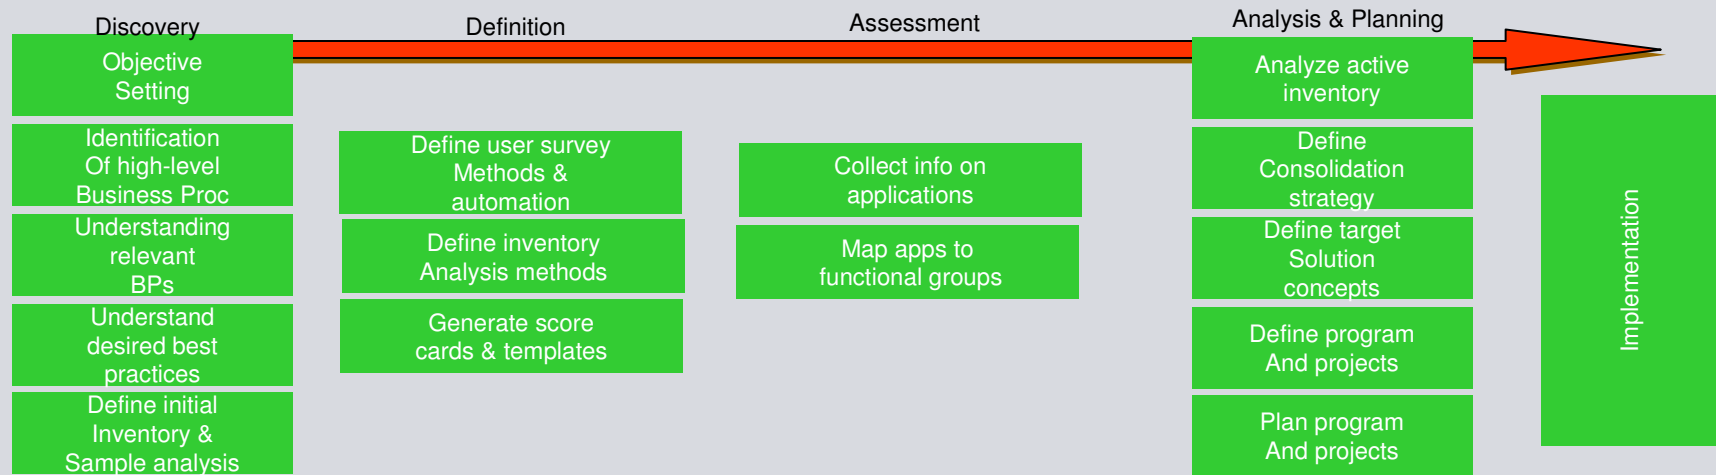 Discovery
Objective
Setting
Identification
Of high-level
Business Proc
Understanding
relevant
BPs
Understand
desired best
practices
Define initial
Inventory &
Sample analysis
Definition
Define user survey
Methods &
automation
Define inventory
Analysis methods
Generate score
cards & templates
Assessment
Collect info on
applications
Map apps to
functional groups
Analysis & Planning
Analyze active
inventory
Define
Consolidation
strategy
Define target
Solution
concepts
Define program
And projects
Plan program
And projects
Implementation